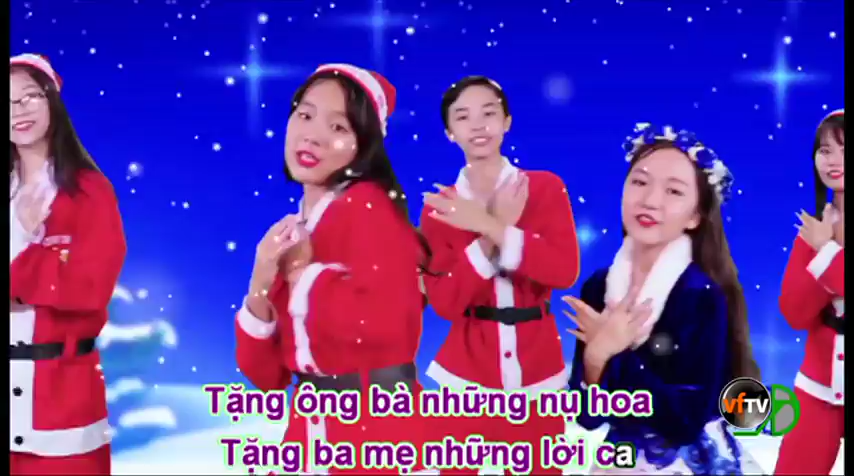 Tặng ông bà những nụ hoa
Tặng ba mẹ những lời ca
vfTV